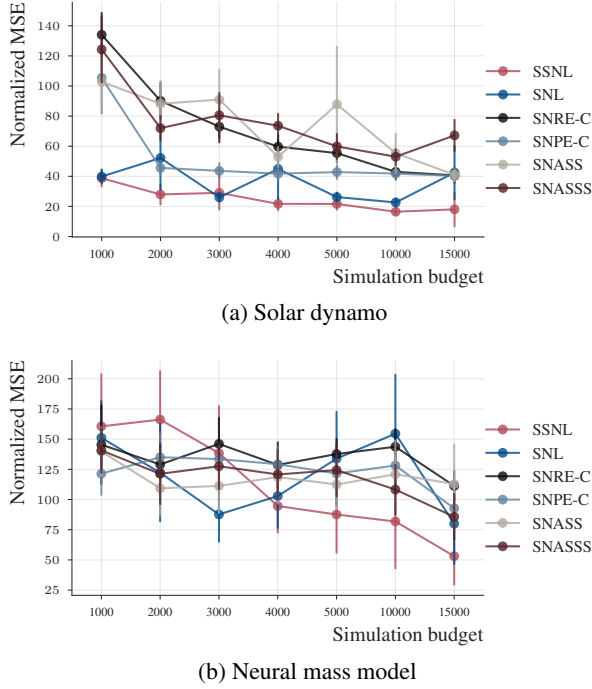 Normalized MSE
140
120
100
80
60
40
20
0
1000 2000 3000 4000 5000 10000 15000
Simulation budget
SSNL
SNL
SNRE-C
SNPE-C
SNASS
SNASSS
(a) Solar dynamo
Normalized MSE
200
175
150
125
100
75
50
25
1000 2000 3000 4000 5000 10000 15000
Simulation budget
SSNL
SNL
SNRE-C
SNPE-C
SNASS
SNASSS
(b) Neural mass model